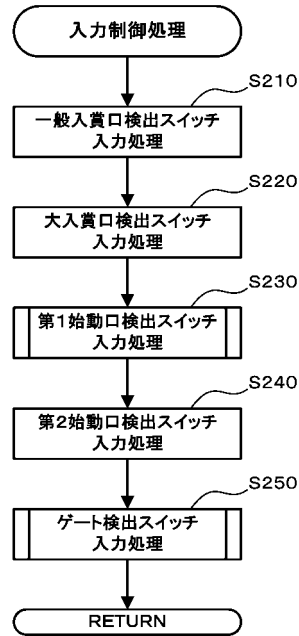 入力制御処理
S210
一般入賞口検出スイッチ
入力処理
S220
大入賞口検出スイッチ
入力処理
S230
第1始動口検出スイッチ
入力処理
S240
第2始動口検出スイッチ
入力処理
S250
ゲート検出スイッチ
入力処理
RETURN